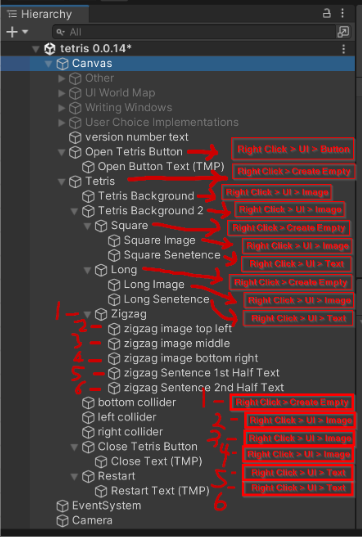 Hierarchy
All
tetris 0.0.14*
Canvas
Other
UI World Map
Writing Windows
User Choice Implementations
version number text
Open Tetris Button Right Click > UI > Button
Open Button Text (TMP)
Tetris Right Click > Create Empty
Tetris Background Right Click > UI > Image
Tetris Background 2 Right Click > UI > Image
Square Right Click > Create Empty
Square Image Right Click > UI > Image
Square Senetence Right Click > UI > Text
Long Right Click > Create Empty
Long Image Right Click > UI > Image
Long Senetence Right Click > UI > Text
1 Zigzag
2 zigzag image top left
3 zigzag image middle
4 zigzag image bottom right
5 zigzag Sentence 1st Half Text
6 zigzag Sentence 2nd Half Text
bottom collider 1 Right Click > Create Empty
left collider 2 Right Click > UI > Image
right collider 3 Right Click > UI > Image
Close Tetris Button 4 Right Click > UI > Image
Close Text (TMP)
Restart 5 Right Click > UI > Text
Restart Text (TMP) 6 Right Click > UI > Text
EventSystem
Camera